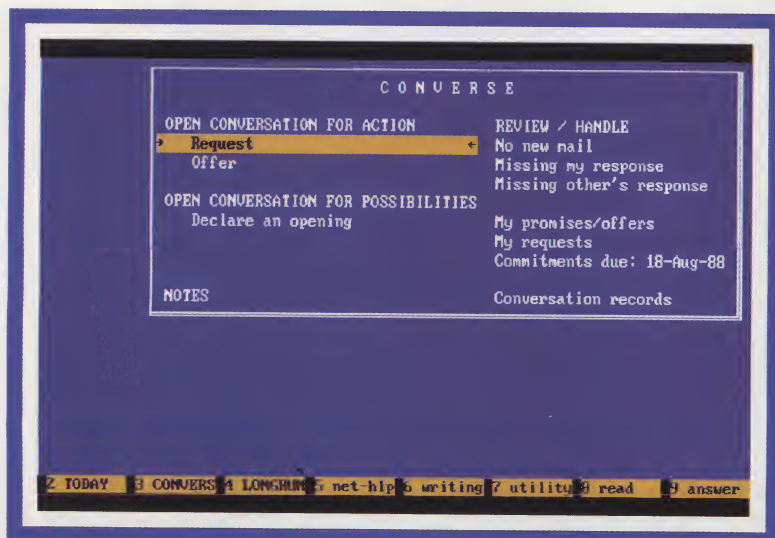 CONVERSE
OPEN CONVERSATION FOR ACTION
Request
Offer
OPEN CONVERSATION FOR POSSIBILITIES
Declare an opening
NOTES
REVIEW / HANDLE
No new mail
Missing my response
Missing other's response
My promises/offers
My requests
Commitments due: 18-Aug-88
Conversation records
2 TODAY 3 CONVERS 4 LONGRUN 5 net-hlp 6 writing 7 utility 8 read 9 answer